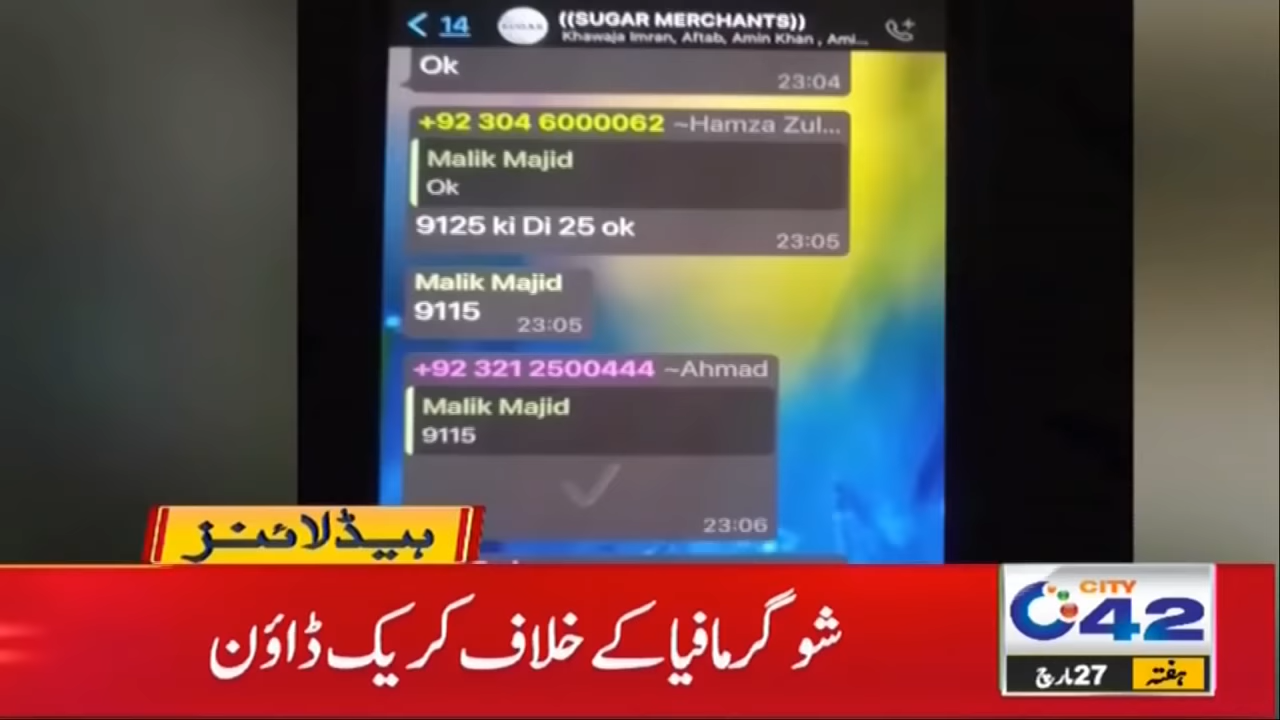 14
((SUGAR MERCHANTS))
Khawaja Imran, Aftab, Amin Khan , Ami...
Ok
23:04
+92 304 6000062 ~Hamza Zul...
Malik Majid
Ok
9125 ki Di 25 ok
23:05
Malik Majid
9115
23:05
+92 321 2500444 ~Ahmad
Malik Majid
9115
23:06
ہیڈلائنز
شوگر مافیا کے خلاف کریک ڈاؤن
CITY
42
ہفتہ 27 مارچ